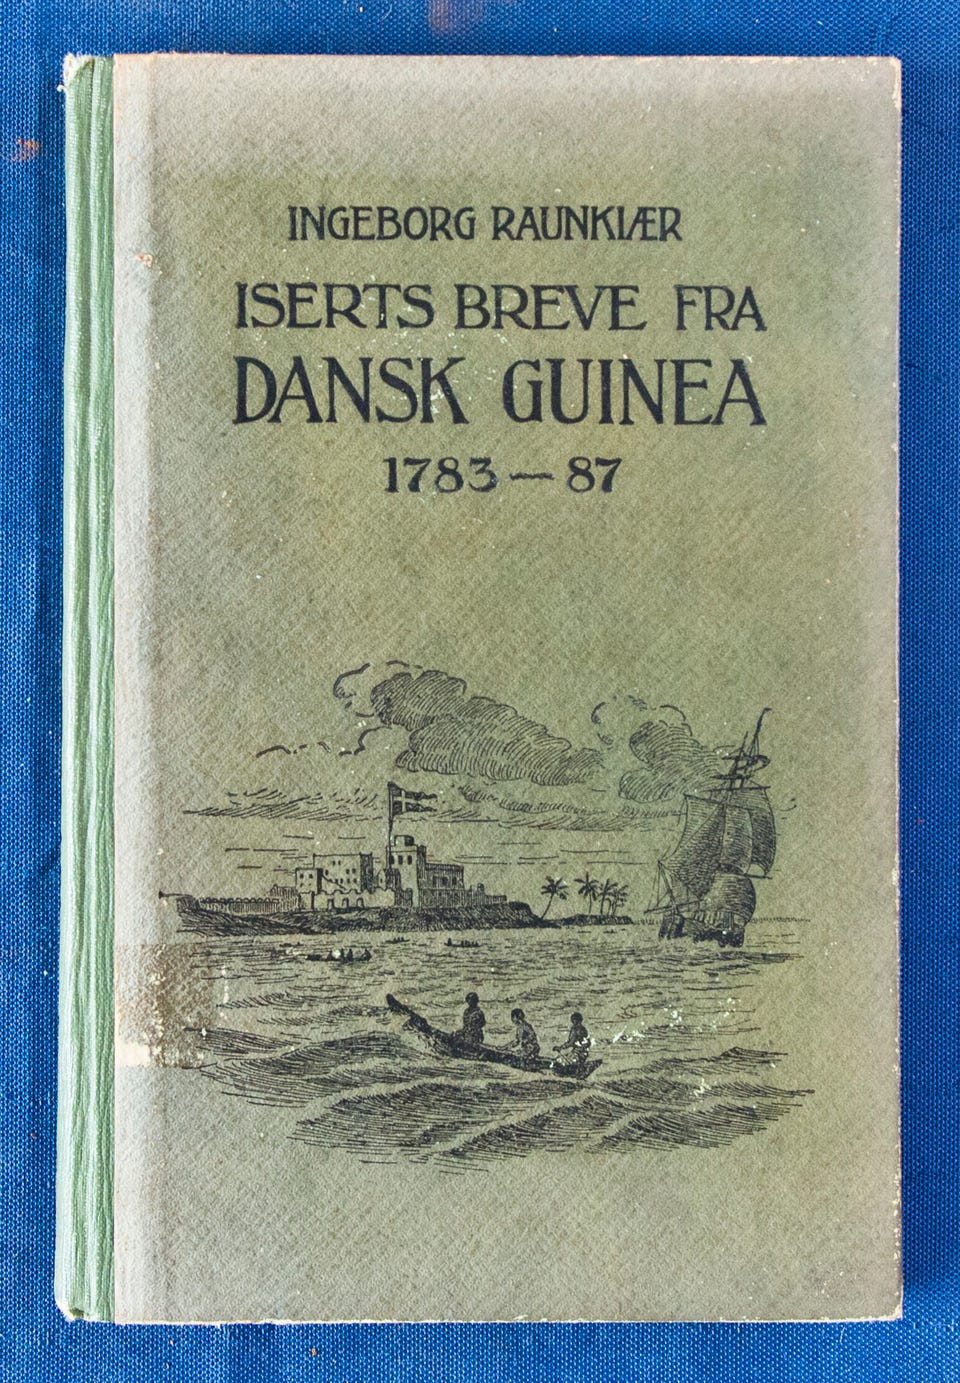 INGEBORG RAUNKIÆR
ISERTS BREVE FRA
DANSK GUINEA
1783 — 87